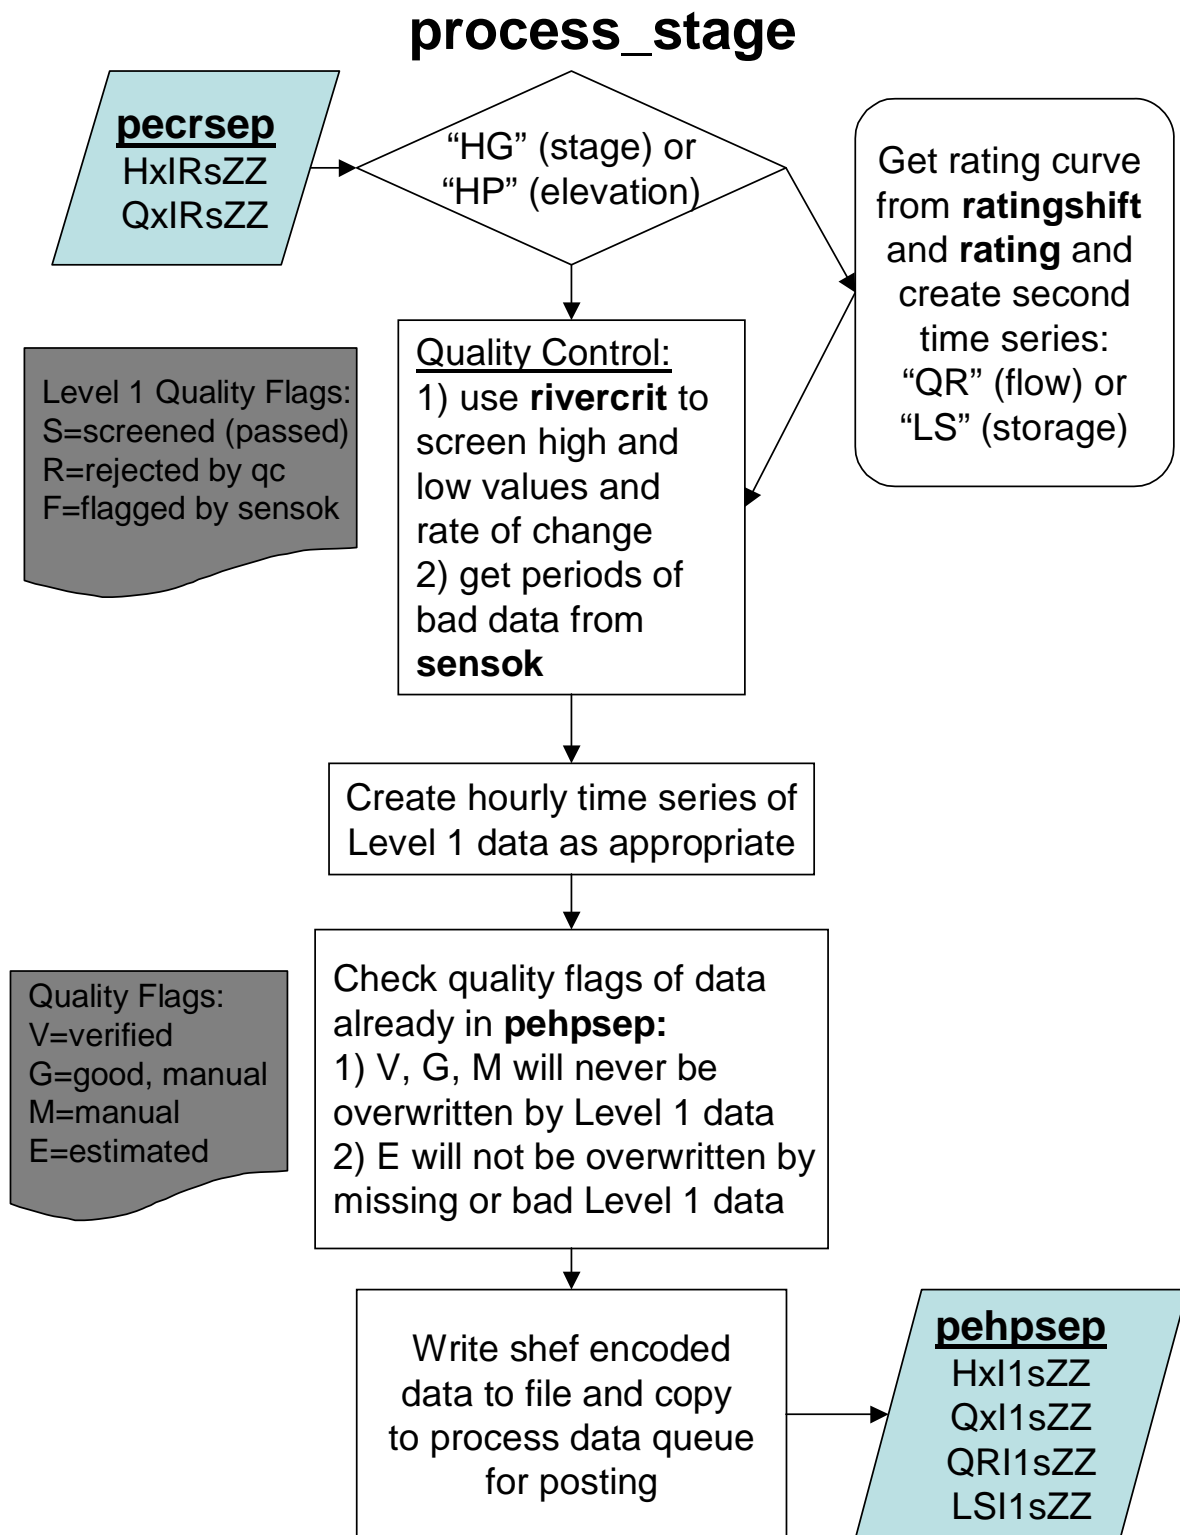 process_stage
pecrsep
HxIRsZZ
QxIRsZZ
“HG” (stage) or
“HP” (elevation)
Get rating curve
from ratingshift
and rating and
create second
time series:
“QR” (flow) or
“LS” (storage)
Level 1 Quality Flags:
S=screened (passed)
R=rejected by qc
F=flagged by sensok
Quality Control:
1) use rivercrit to
screen high and
low values and
rate of change
2) get periods of
bad data from
sensok
Create hourly time series of
Level 1 data as appropriate
Quality Flags:
V=verified
G=good, manual
M=manual
E=estimated
Check quality flags of data
already in pehpsep:
1) V, G, M will never be
overwritten by Level 1 data
2) E will not be overwritten by
missing or bad Level 1 data
Write shef encoded
data to file and copy
to process data queue
for posting
pehpsep
HxI1sZZ
QxI1sZZ
QRI1sZZ
LSI1sZZ